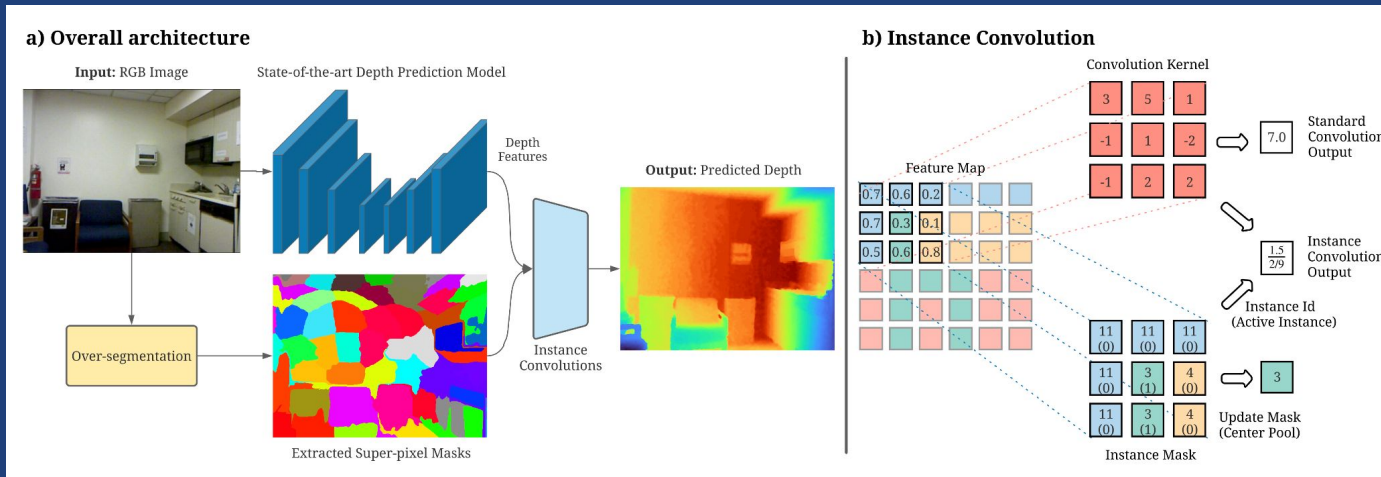 a) Overall architecture
Input: RGB Image
State-of-the-art Depth Prediction Model
Depth
Features
Output: Predicted Depth
Over-segmentation
Instance
Convolutions
Extracted Super-pixel Masks
b) Instance Convolution
Convolution Kernel
3 5 1
-1 1 -2
-1 2 2
7.0
Standard
Convolution
Output
Feature Map
0.7 0.6 0.2
0.7 0.3 0.1
0.5 0.6 0.8
1.5
2/9
Instance
Convolution
Output
Instance Id
(Active Instance)
11 11 11
(0) (0) (0)
11 3 4
(0) (1) (0)
11 3 4
(0) (1) (0)
3
Update Mask
(Center Pool)
Instance Mask